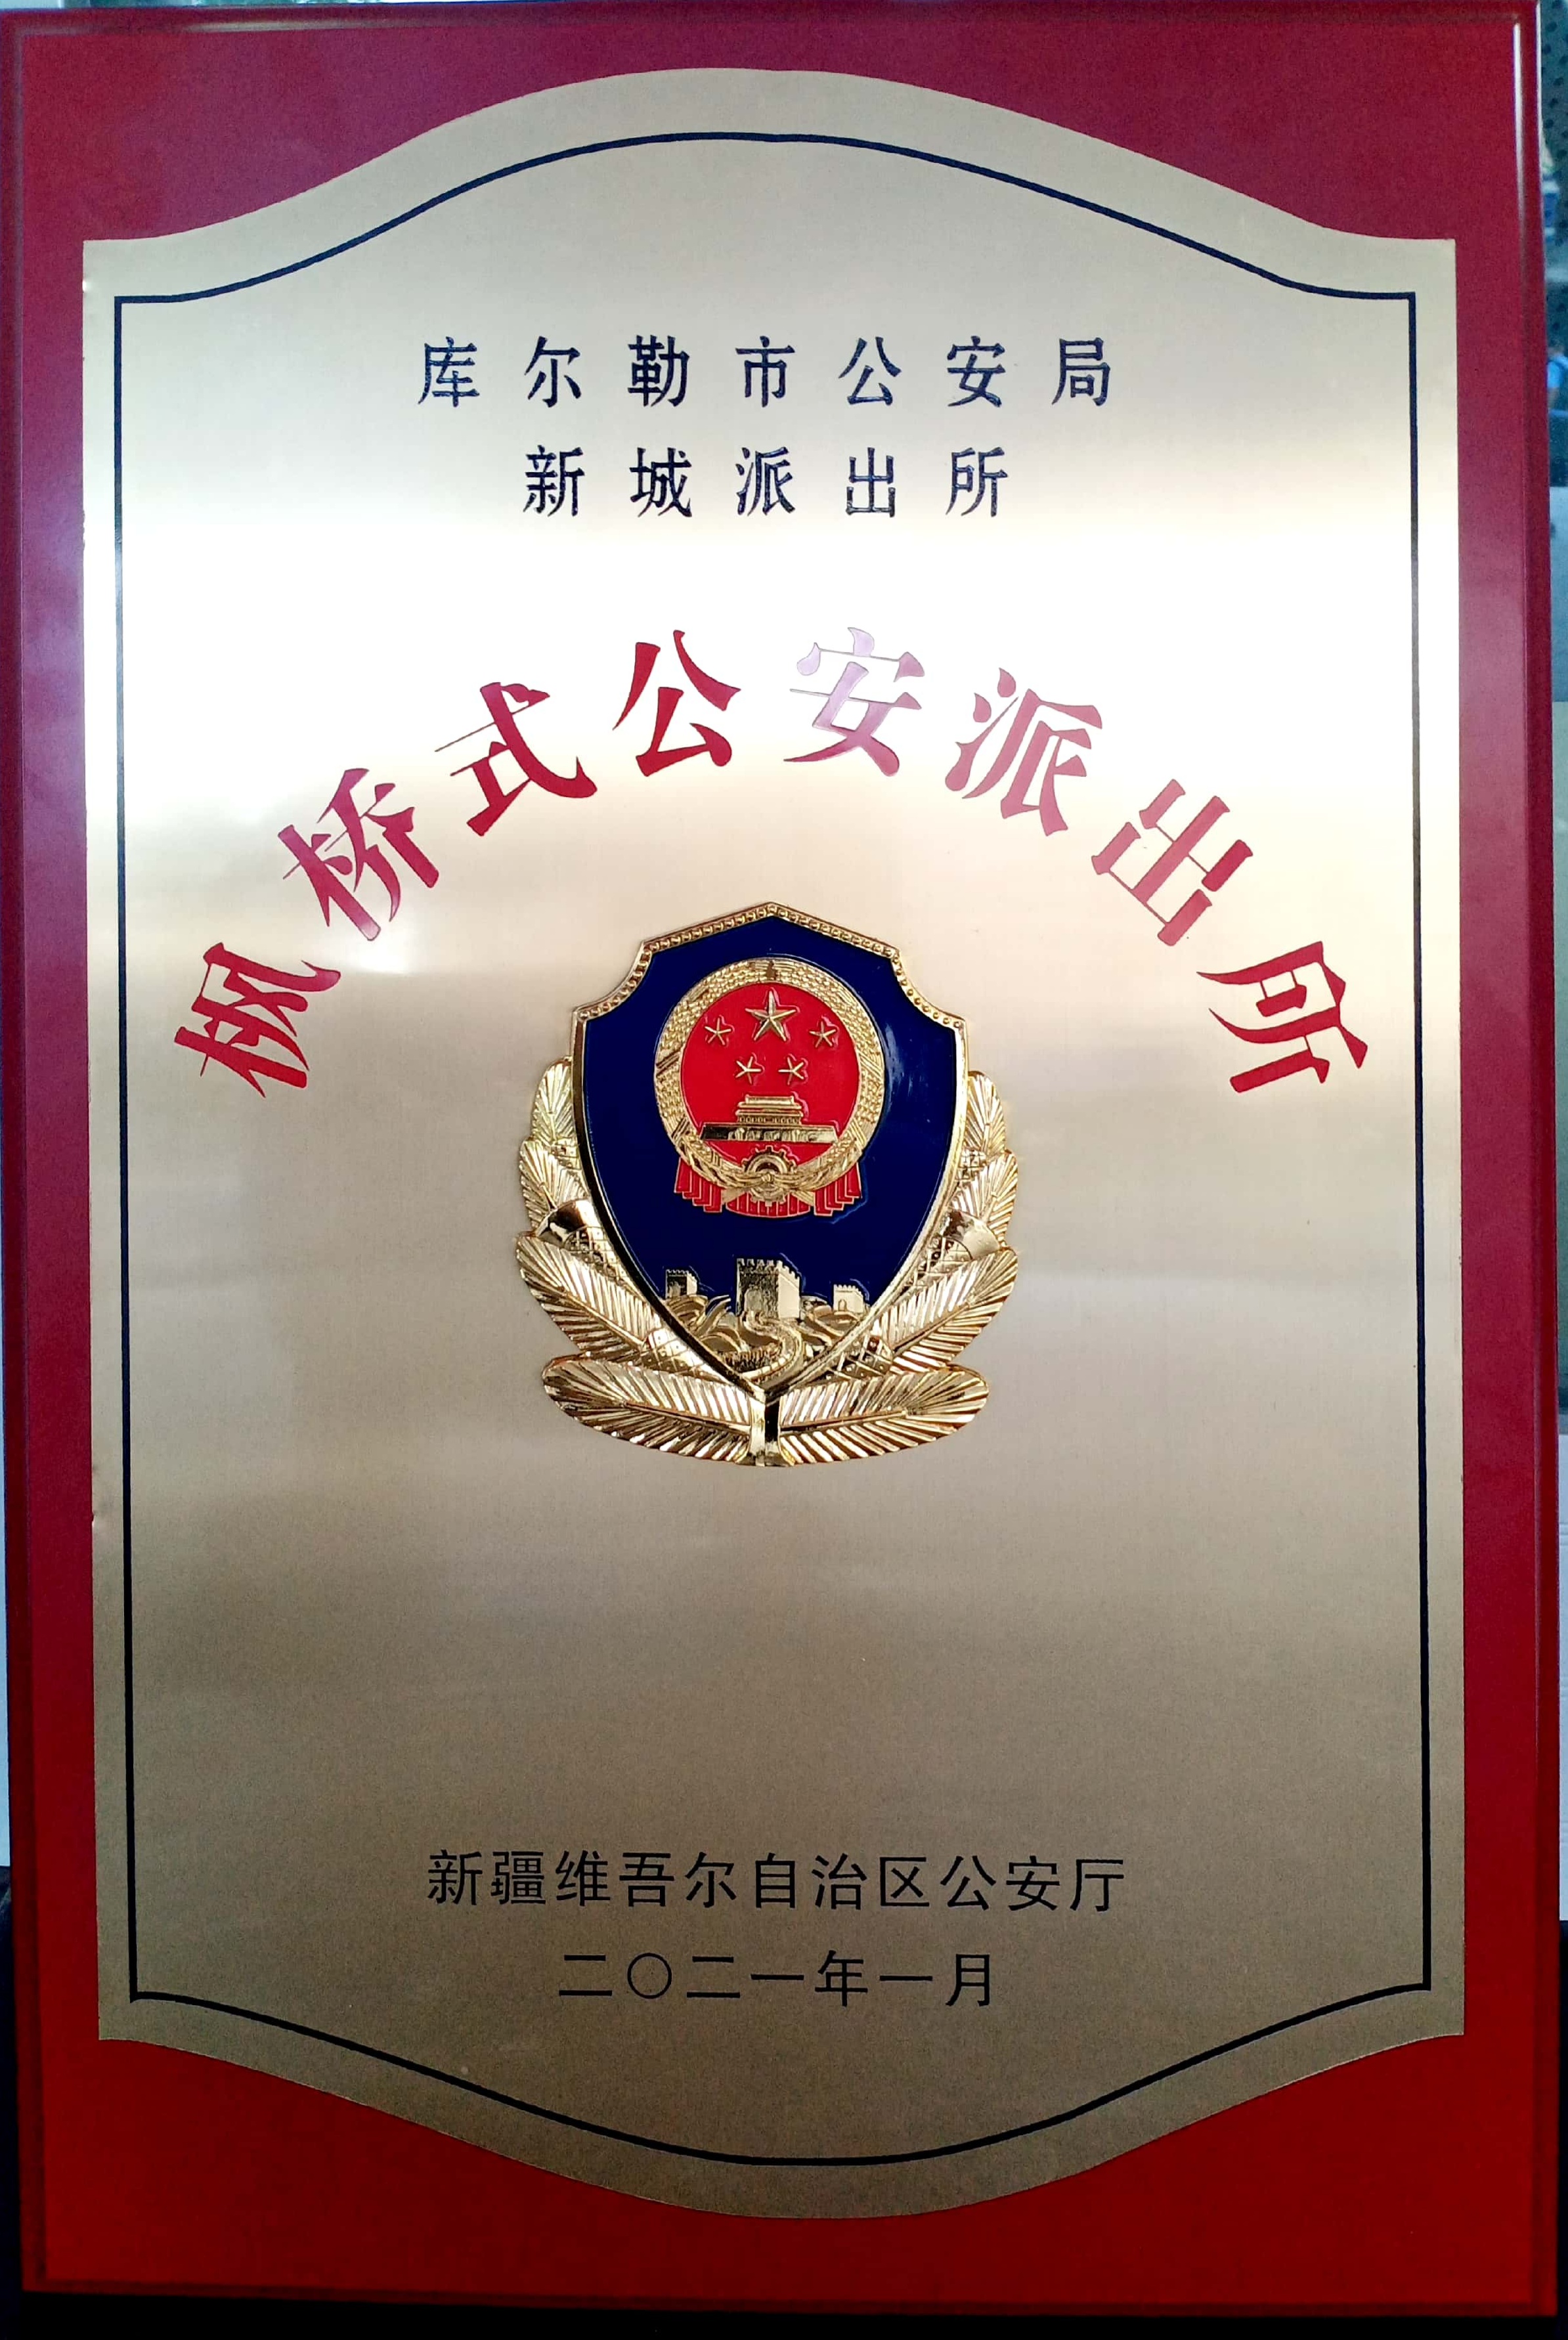 库尔勒市公安局
新城派出所
枫桥式公安派出所
新疆维吾尔自治区公安厅
二〇二一年一月